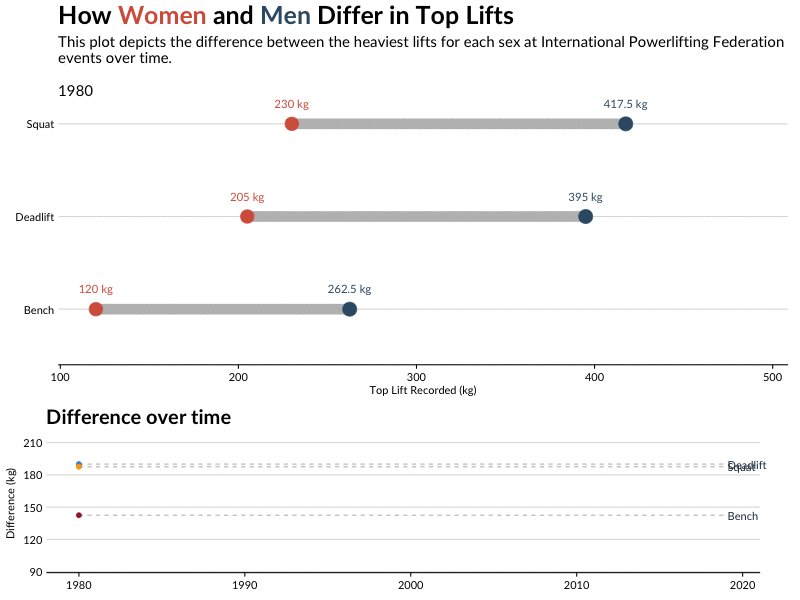 How Women and Men Differ in Top Lifts
This plot depicts the difference between the heaviest lifts for each sex at International Powerlifting Federation
events over time.
1980
230 kg
417.5 kg
Squat
205 kg
395 kg
Deadlift
120 kg
262.5 kg
Bench
100 200 300 400 500
Top Lift Recorded (kg)
Difference over time
210
180
150
120
90
Difference (kg)
Deadlift
Squat
Bench
1980 1990 2000 2010 2020